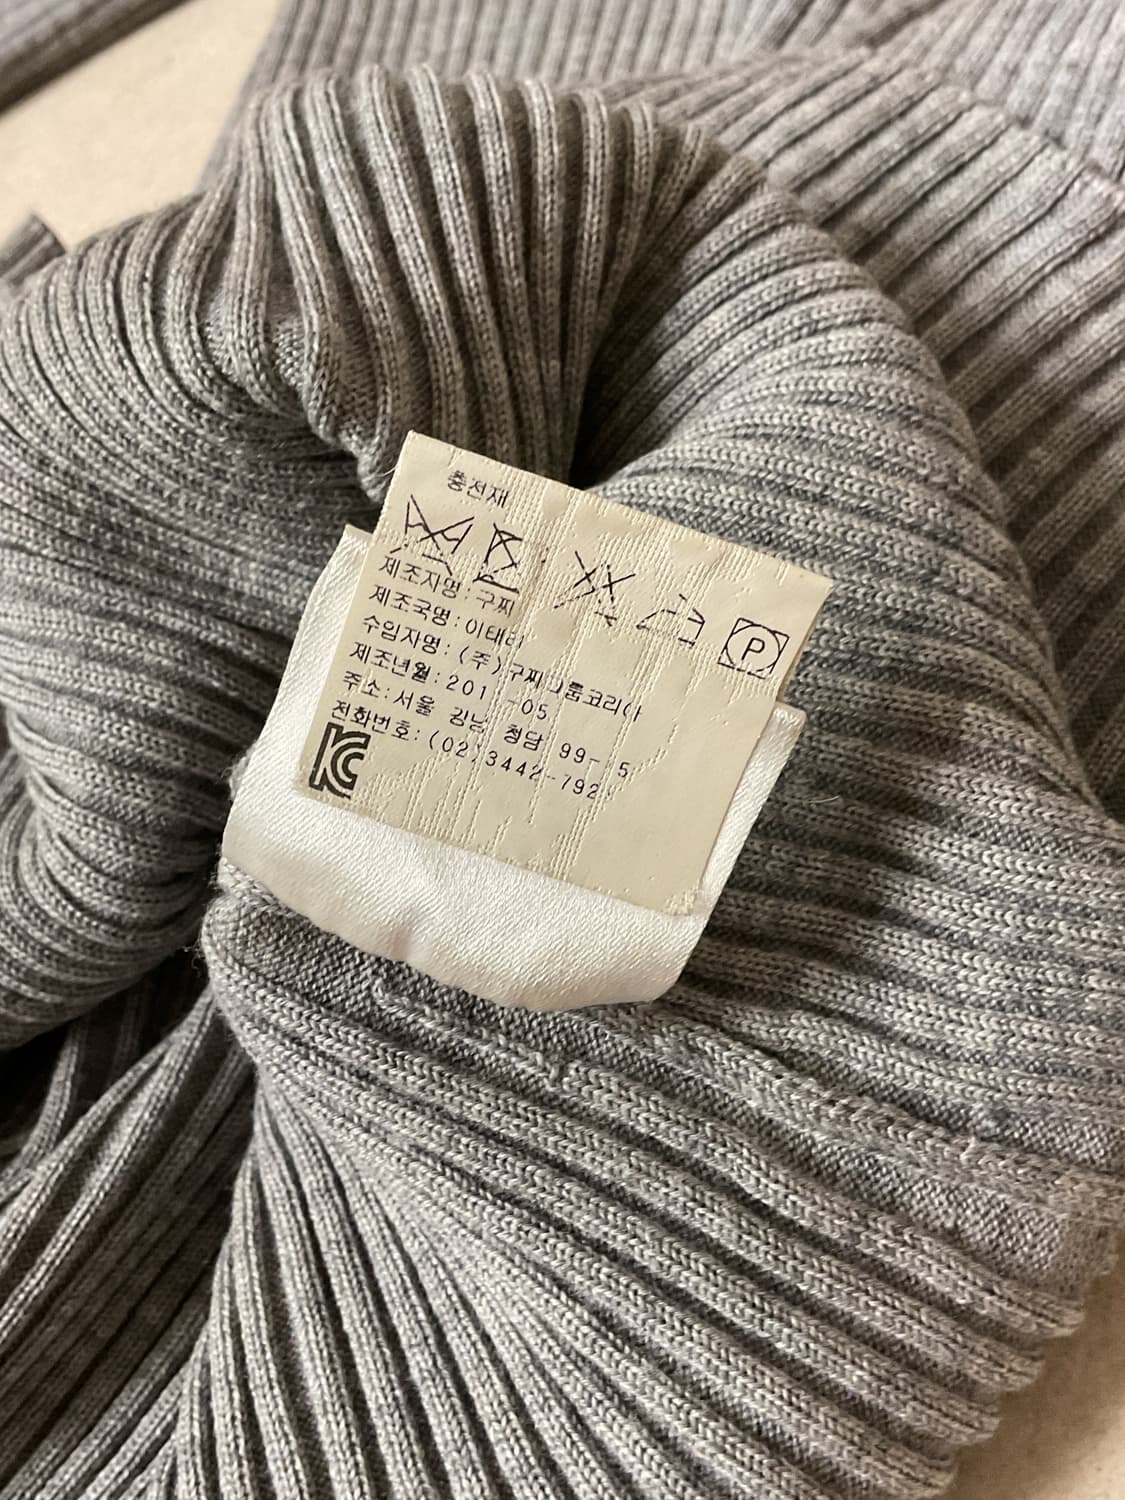 충전재
P
제조자명: 구찌
제조국명: 이태리
수입자명: (주)구찌그룹코리아
제조년월: 201 -05
주소: 서울 강남 청담 99- 5
전화번호: (02)3442-792
KC